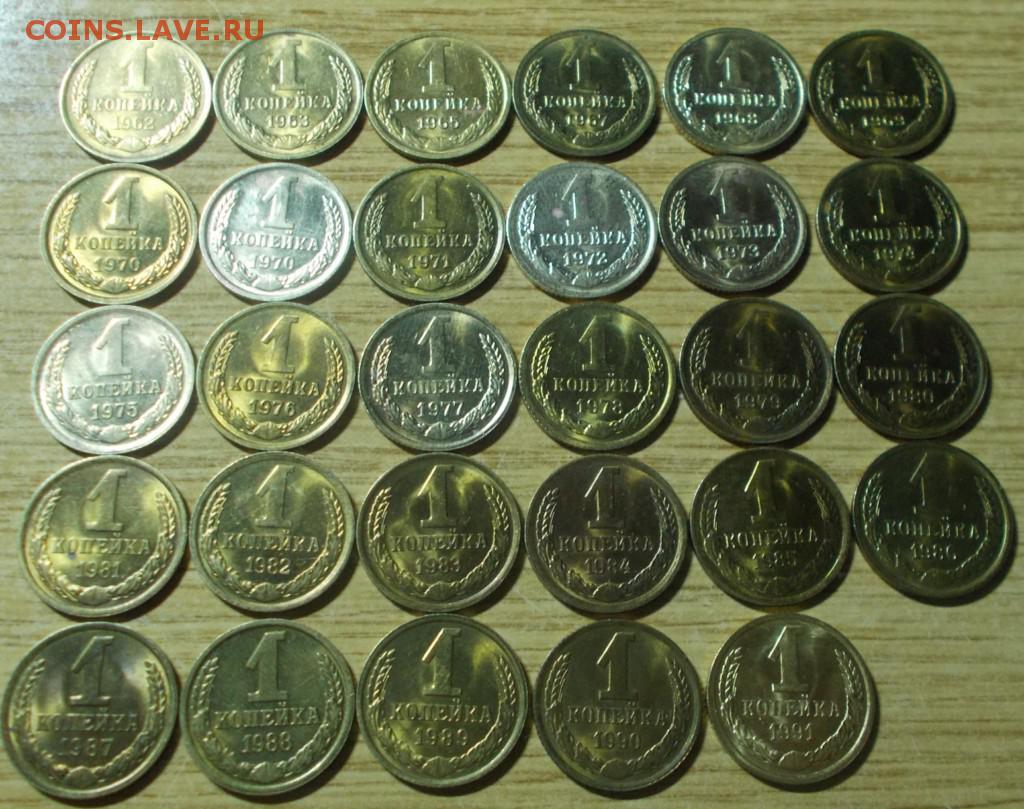 COINS.LAVE.RU
1 КОПЕЙКА 1962
1 КОПЕЙКА 1963
1 КОПЕЙКА 1965
1 КОПЕЙКА 1967
1 КОПЕЙКА 1968
1 КОПЕЙКА 1969
1 КОПЕЙКА 1970
1 КОПЕЙКА 1970
1 КОПЕЙКА 1971
1 КОПЕЙКА 1972
1 КОПЕЙКА 1973
1 КОПЕЙКА
1 КОПЕЙКА 1975
1 КОПЕЙКА 1976
1 КОПЕЙКА 1977
1 КОПЕЙКА 1978
1 КОПЕЙКА 1979
1 КОПЕЙКА 1980
1 КОПЕЙКА 1981
1 КОПЕЙКА 1982
1 КОПЕЙКА 1983
1 КОПЕЙКА 1984
1 КОПЕЙКА 1985
1 КОПЕЙКА 1986
1 КОПЕЙКА 1987
1 КОПЕЙКА 1988
1 КОПЕЙКА 1989
1 КОПЕЙКА 1990
1 КОПЕЙКА 1991